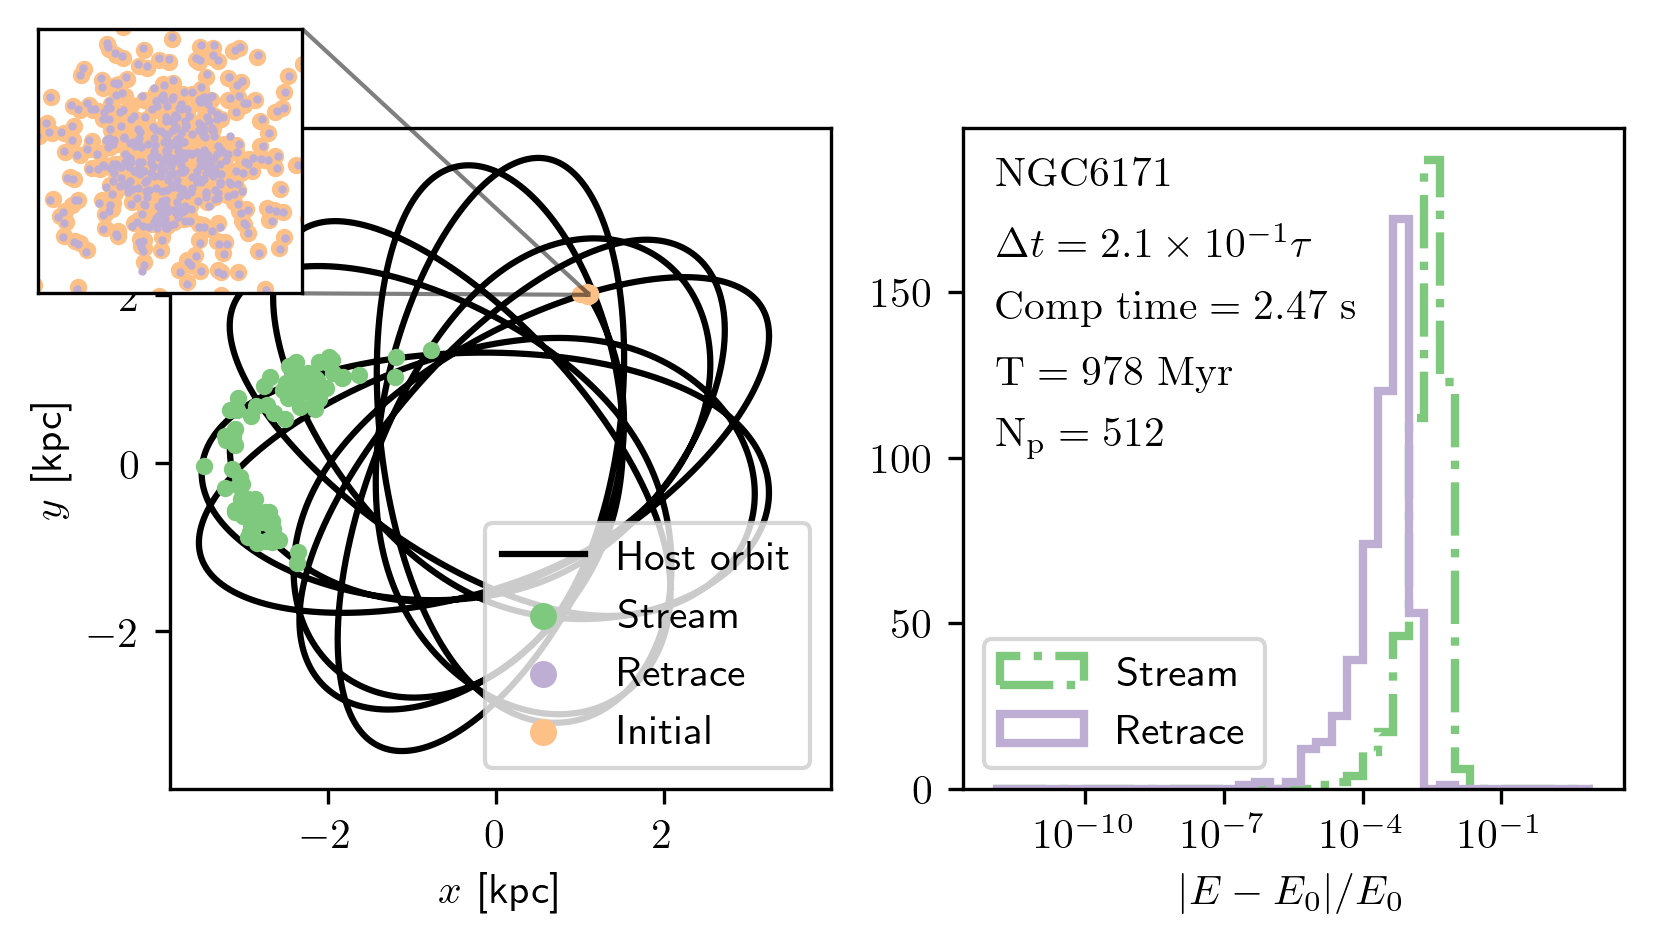 2
0
−2
y [kpc]
−2
0
2
x [kpc]
Host orbit
Stream
Retrace
Initial
NGC6171
Δt = 2.1 × 10⁻¹τ
Comp time = 2.47 s
T = 978 Myr
Nₚ = 512
150
100
50
0
Stream
Retrace
10⁻¹⁰
10⁻⁷
10⁻⁴
10⁻¹
|E − E₀|/E₀